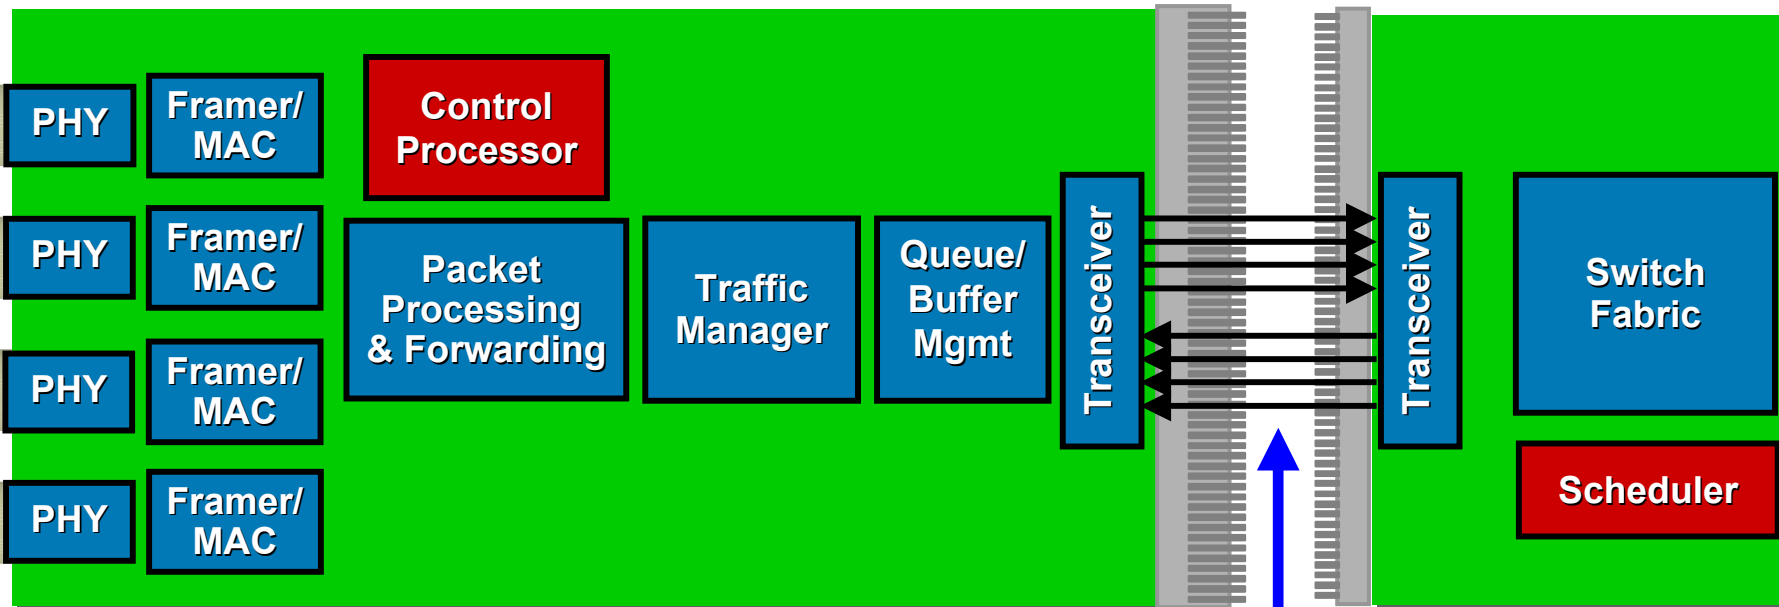 PHY
Framer/
MAC
PHY
Framer/
MAC
PHY
Framer/
MAC
PHY
Framer/
MAC
Control
Processor
Packet
Processing
& Forwarding
Traffic
Manager
Queue/
Buffer
Mgmt
Transceiver
Transceiver
Switch
Fabric
Scheduler